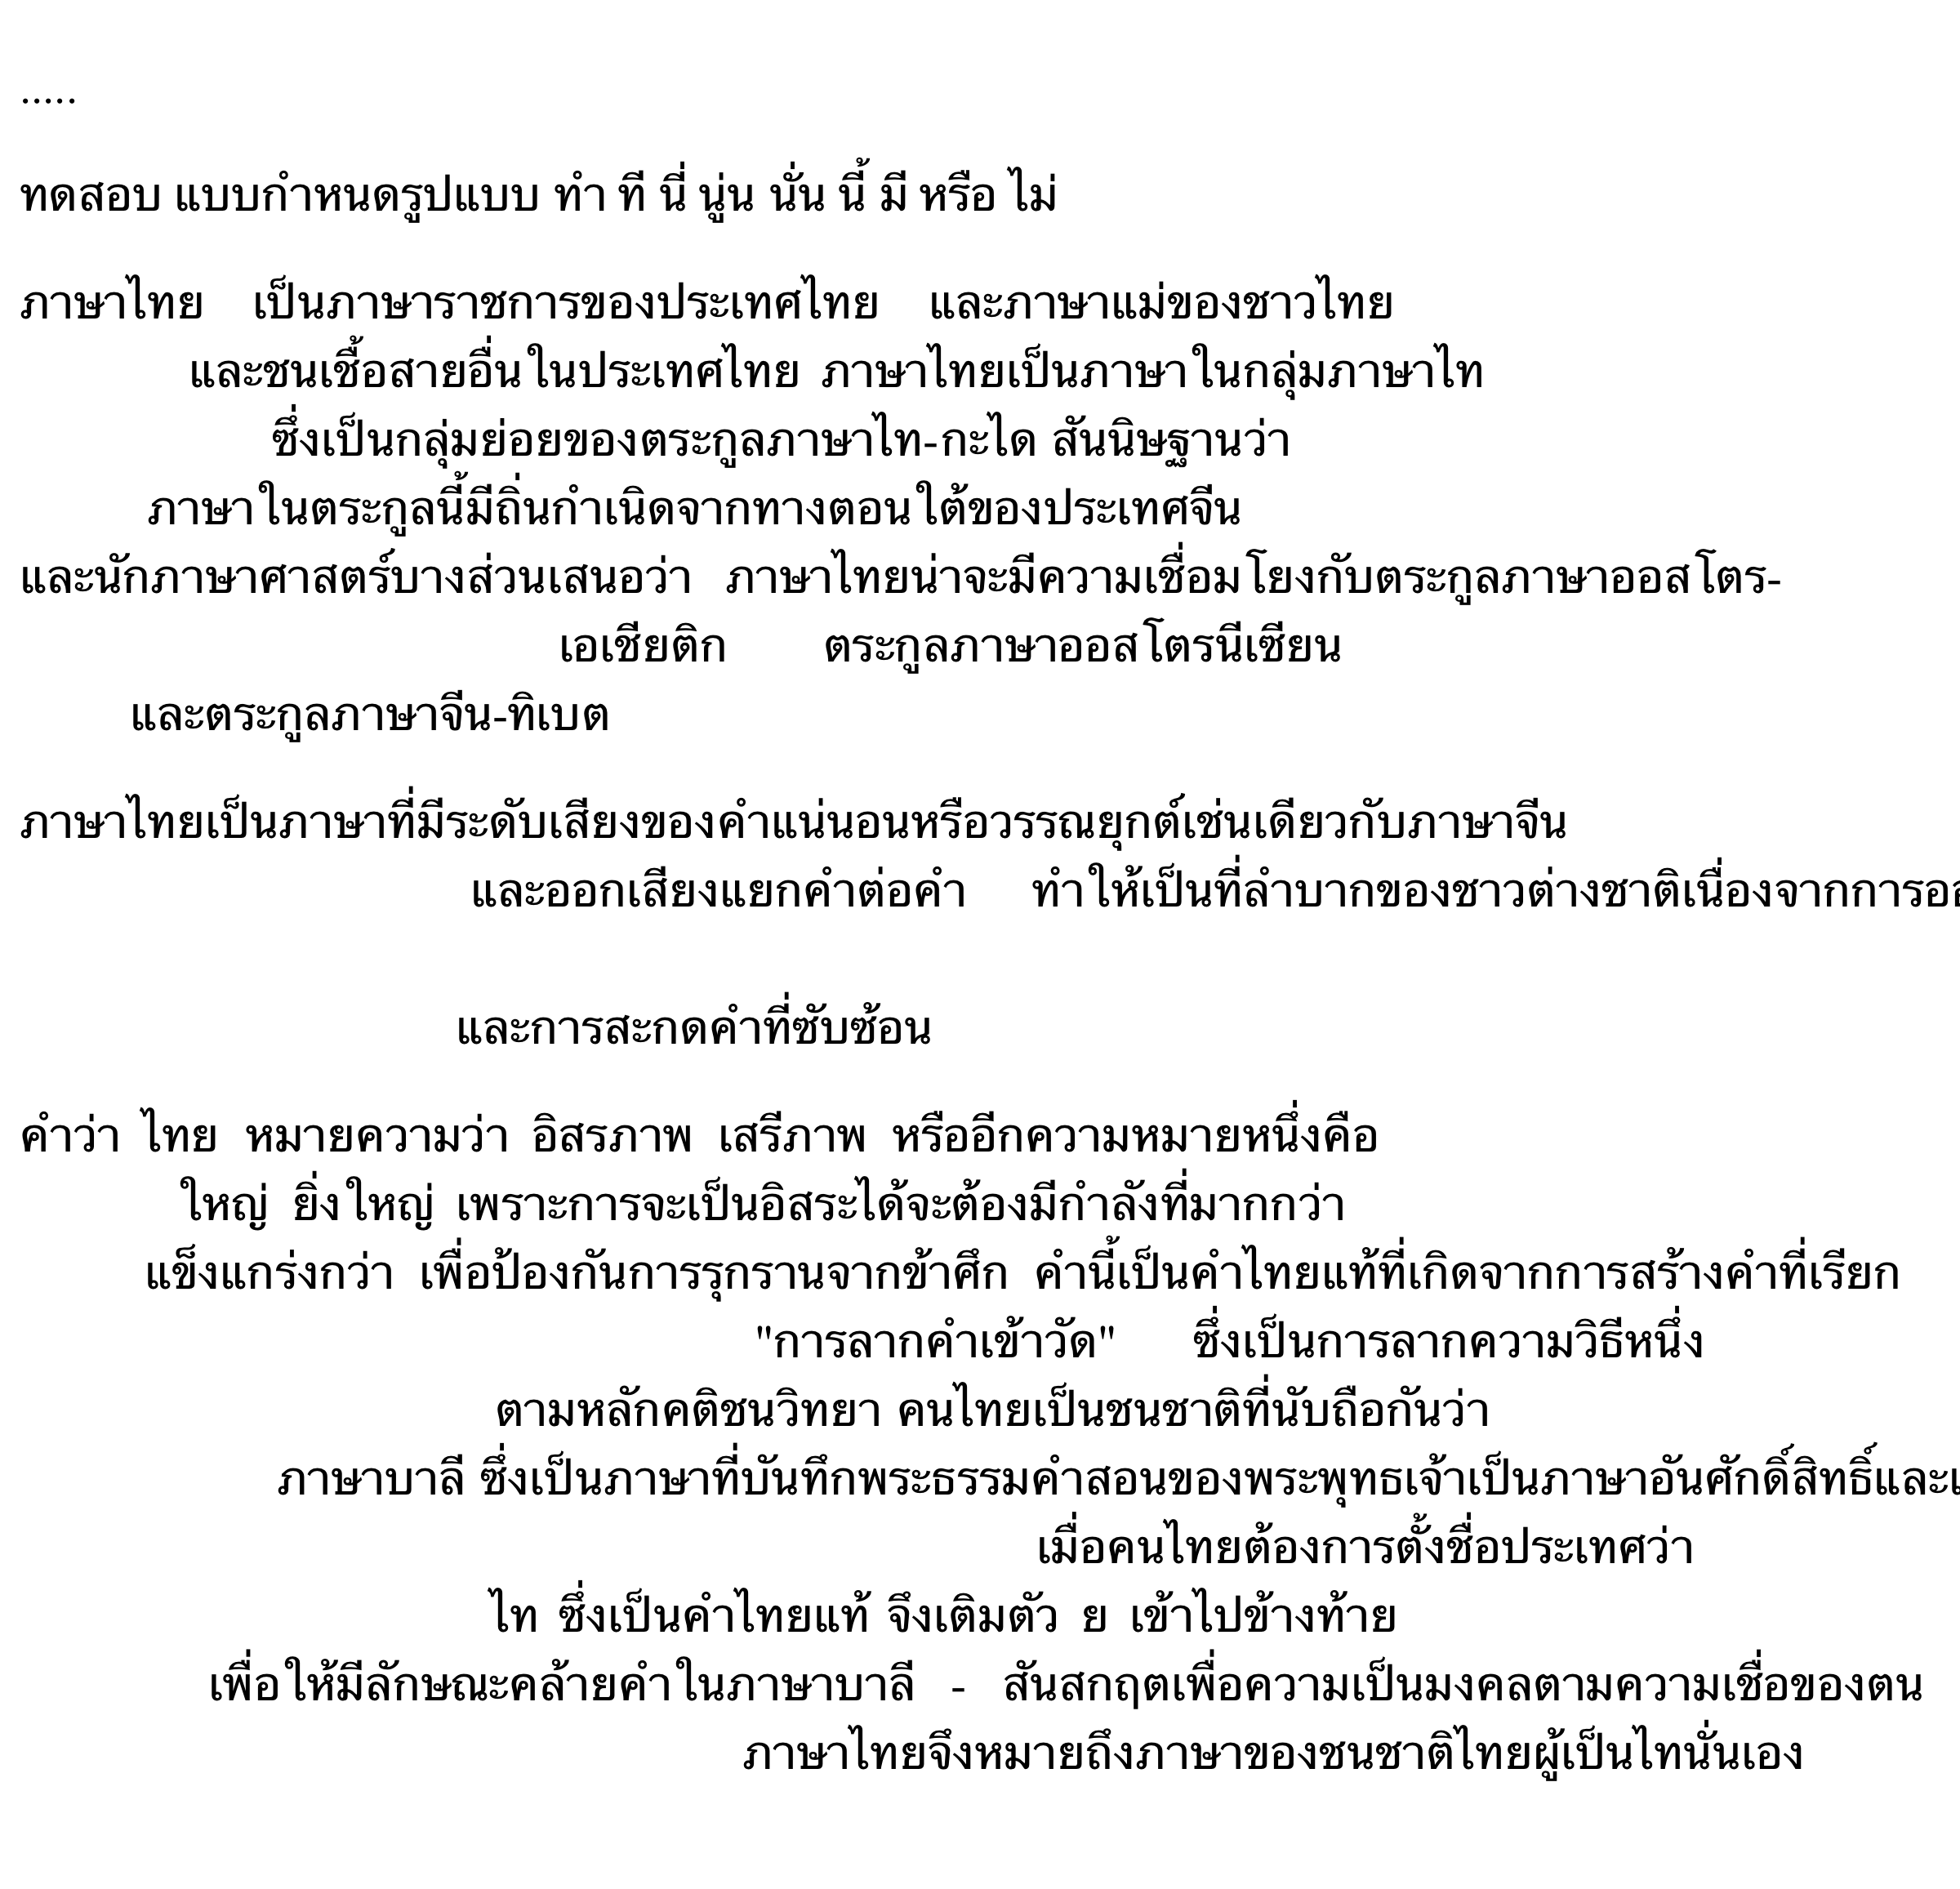 .....
ทดสอบ แบบกำหนดรูปแบบ ทำ ที นี่ นู่น นั่น นี้ มี หรือ ไม่
ภาษาไทย เป็นภาษาราชการของประเทศไทย และภาษาแม่ของชาวไทย
และชนเชื้อสายอื่นในประเทศไทย ภาษาไทยเป็นภาษาในกลุ่มภาษาไท
ซึ่งเป็นกลุ่มย่อยของตระกูลภาษาไท-กะได สันนิษฐานว่า
ภาษาในตระกูลนี้มีถิ่นกำเนิดจากทางตอนใต้ของประเทศจีน
และนักภาษาศาสตร์บางส่วนเสนอว่า ภาษาไทยน่าจะมีความเชื่อมโยงกับตระกูลภาษาออสโตร-
เอเชียติก ตระกูลภาษาออสโตรนีเซียน
และตระกูลภาษาจีน-ทิเบต
ภาษาไทยเป็นภาษาที่มีระดับเสียงของคำแน่นอนหรือวรรณยุกต์เช่นเดียวกับภาษาจีน
และออกเสียงแยกคำต่อคำ ทำให้เป็นที่ลำบากของชาวต่างชาติเนื่องจากการออ
และการสะกดคำที่ซับซ้อน
คำว่า ไทย หมายความว่า อิสรภาพ เสรีภาพ หรืออีกความหมายหนึ่งคือ
ใหญ่ ยิ่งใหญ่ เพราะการจะเป็นอิสระได้จะต้องมีกำลังที่มากกว่า
แข็งแกร่งกว่า เพื่อป้องกันการรุกรานจากข้าศึก คำนี้เป็นคำไทยแท้ที่เกิดจากการสร้างคำที่เรียก
"การลากคำเข้าวัด" ซึ่งเป็นการลากความวิธีหนึ่ง
ตามหลักคติชนวิทยา คนไทยเป็นชนชาติที่นับถือกันว่า
ภาษาบาลี ซึ่งเป็นภาษาที่บันทึกพระธรรมคำสอนของพระพุทธเจ้าเป็นภาษาอันศักดิ์สิทธิ์และเ
เมื่อคนไทยต้องการตั้งชื่อประเทศว่า
ไท ซึ่งเป็นคำไทยแท้ จึงเติมตัว ย เข้าไปข้างท้าย
เพื่อให้มีลักษณะคล้ายคำในภาษาบาลี - สันสกฤตเพื่อความเป็นมงคลตามความเชื่อของตน
ภาษาไทยจึงหมายถึงภาษาของชนชาติไทยผู้เป็นไทนั่นเอง